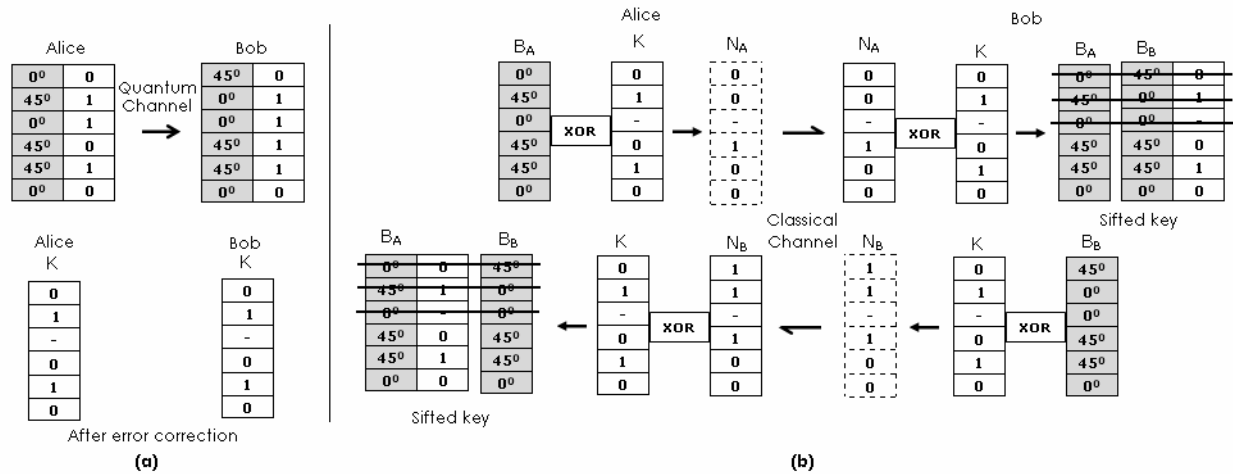 Alice
0⁰ 0
45⁰ 1
0⁰ 1
45⁰ 0
45⁰ 1
0⁰ 0
Quantum
Channel
Bob
45⁰ 0
0⁰ 1
0⁰ 1
45⁰ 1
45⁰ 1
0⁰ 0
Alice
K
0
1
-
0
1
0
Bob
K
0
1
-
0
1
0
After error correction
(a)
Alice
B_A
0⁰
45⁰
0⁰
45⁰
45⁰
0⁰
XOR
K
0
1
-
0
1
0
N_A
0
0
-
1
0
0
Bob
N_A
0
0
-
1
0
0
XOR
K
0
1
-
0
1
0
B_A B_B
0⁰ 45⁰ 0
45⁰ 0⁰ 1
0⁰ 0⁰ -
45⁰ 45⁰ 0
45⁰ 45⁰ 1
0⁰ 0⁰ 0
Sifted key
Classical
Channel
B_A B_B
0⁰ 0 45⁰
45⁰ 1 0⁰
0⁰ - 0⁰
45⁰ 0 45⁰
45⁰ 1 45⁰
0⁰ 0 0⁰
Sifted key
K
0
1
-
0
1
0
XOR
N_B
1
1
-
1
0
0
N_B
1
1
-
1
0
0
K
0
1
-
0
1
0
XOR
B_B
45⁰
0⁰
0⁰
45⁰
45⁰
0⁰
(b)